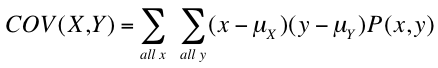 COV(X,Y) = ∑_{all x} ∑_{all y} (x − μ_X)(y − μ_Y)P(x,y)